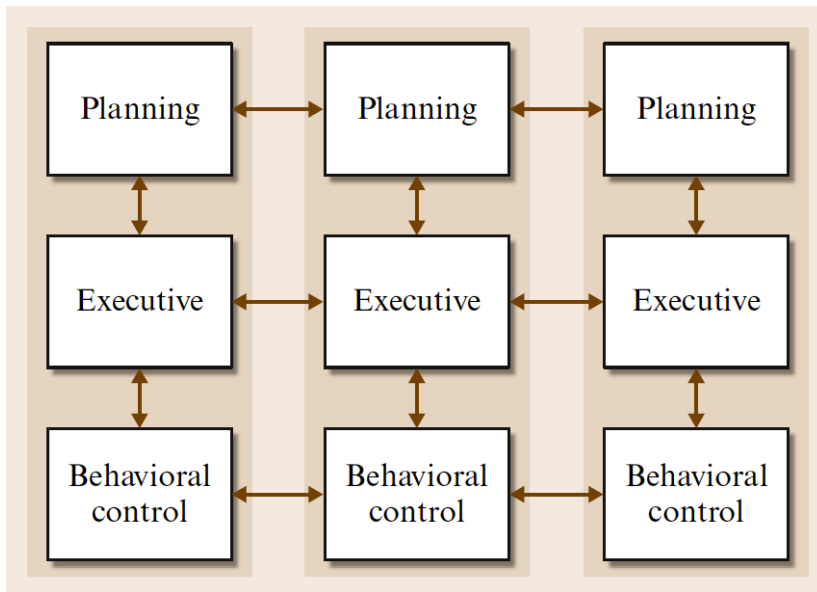 Planning
Planning
Planning
Executive
Executive
Executive
Behavioral
control
Behavioral
control
Behavioral
control